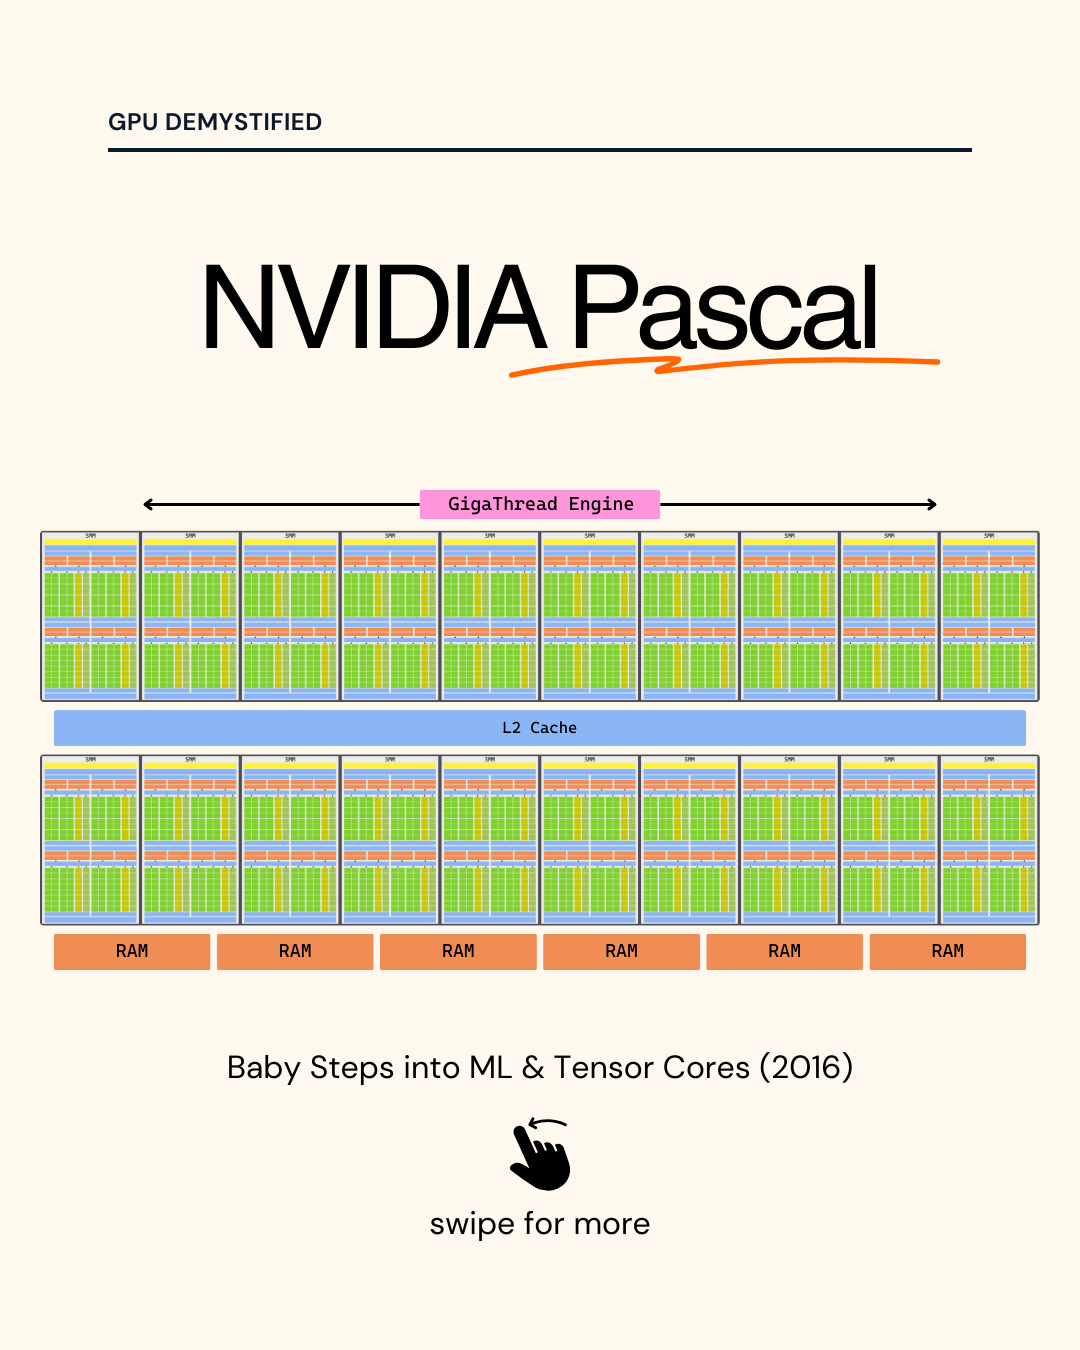 GPU DEMYSTIFIED
NVIDIA Pascal
GigaThread Engine
SMM SMM SMM SMM SMM SMM SMM SMM SMM SMM
L2 Cache
SMM SMM SMM SMM SMM SMM SMM SMM SMM SMM
RAM RAM RAM RAM RAM RAM
Baby Steps into ML & Tensor Cores (2016)
swipe for more